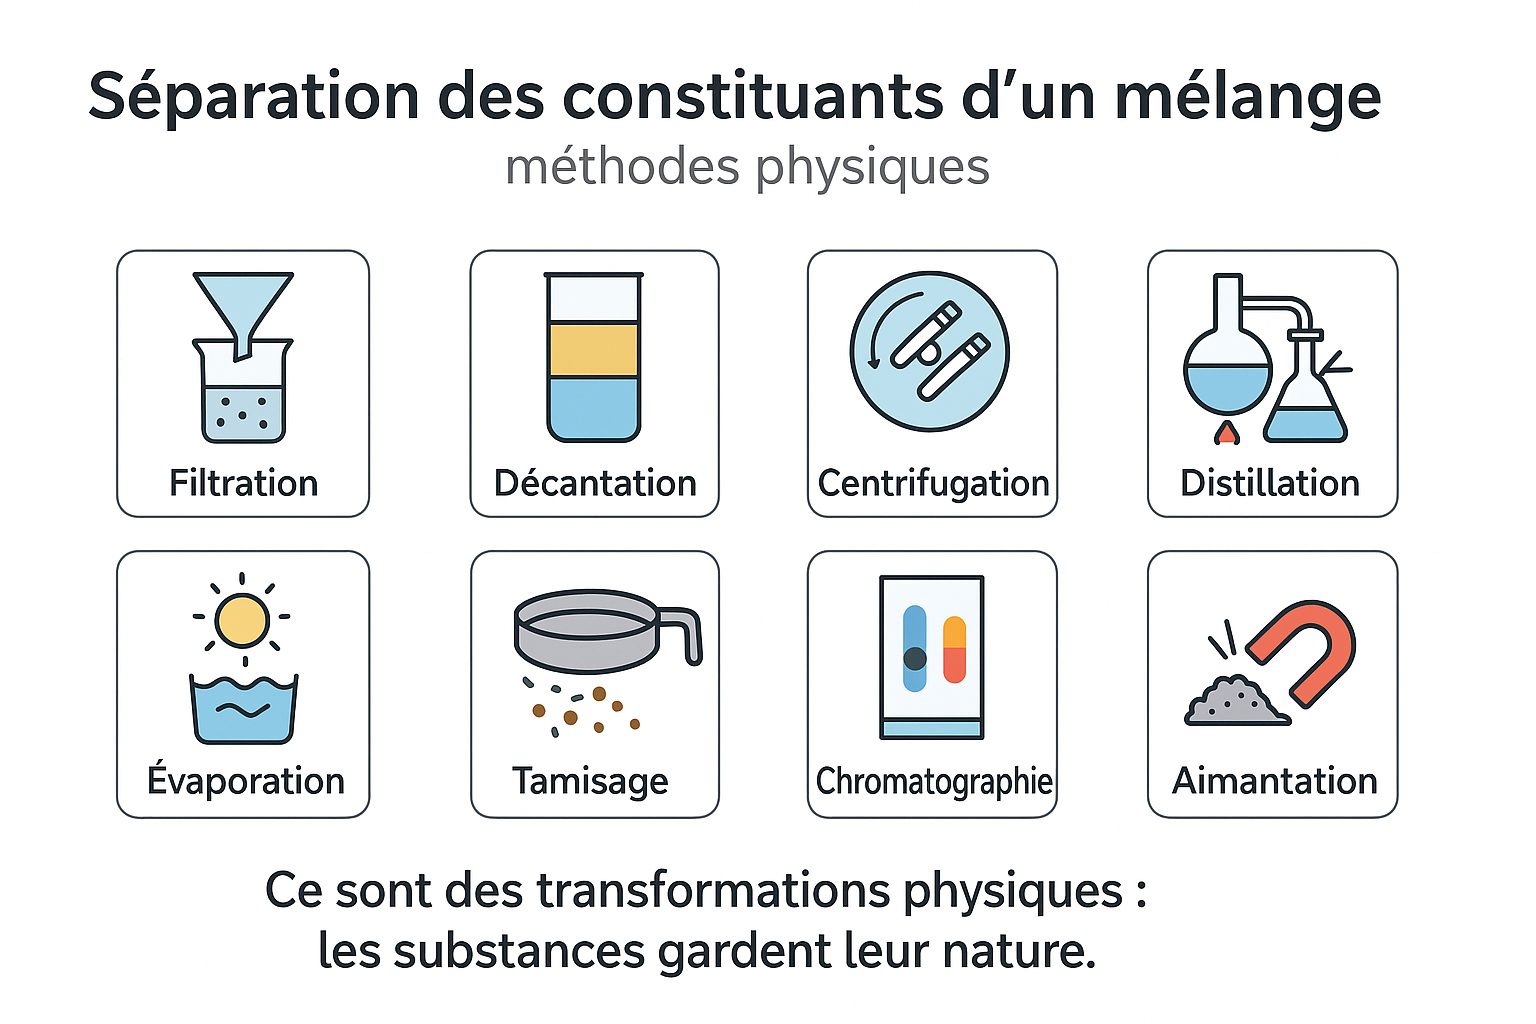 Séparation des constituants d’un mélange
méthodes physiques
Filtration
Décantation
Centrifugation
Distillation
Évaporation
Tamisage
Chromatographie
Aimantation
Ce sont des transformations physiques :
les substances gardent leur nature.